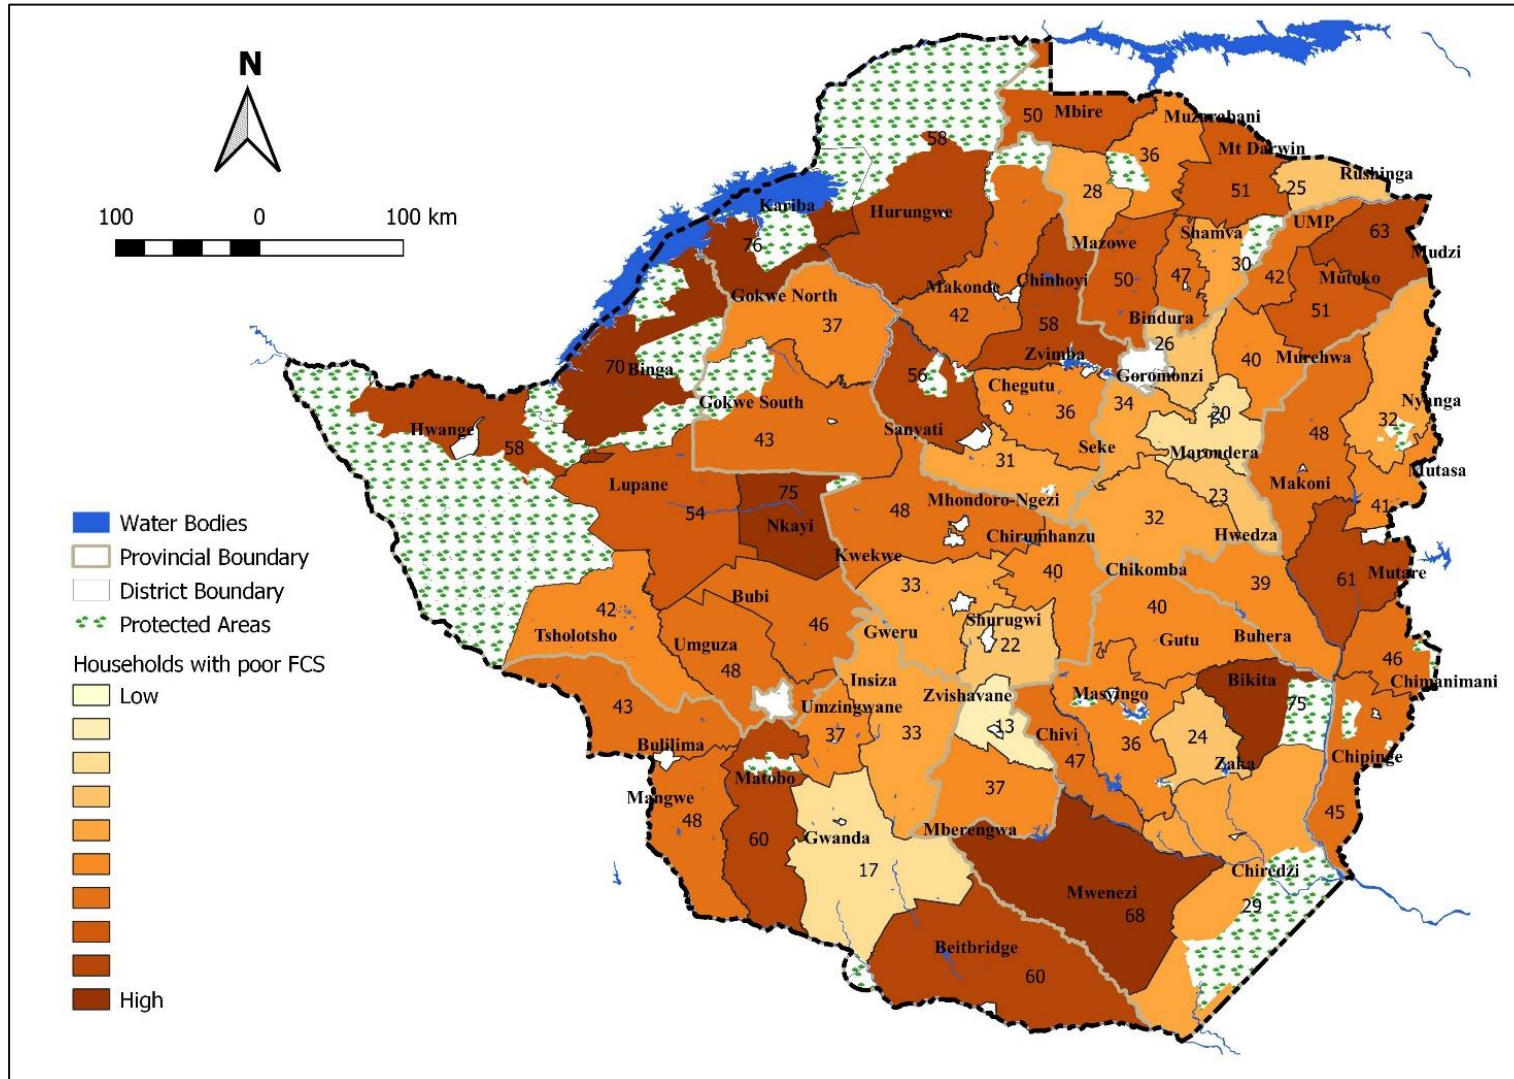 N
100 0 100 km
Water Bodies
Provincial Boundary
District Boundary
Protected Areas
Households with poor FCS
Low
High
50 Mbire
Muzarabani
58
36
Mt Darwin
Kariba
Hurungwe
28
51
25
Rushinga
76
Mazowe
Shamva
UMP
63
Mudzi
30
Gokwe North
Makonde
Chinhoyi
50
47
42
Mutoko
37
42
58
Bindura
51
26
70
Binga
56
Zvimba
Goromonzi
40
Murehwa
Gokwe South
Chegutu
36
34
20
Nyanga
32
Hwange
58
43
Sanyati
31
Seke
Marondera
48
Mutasa
Lupane
75
Mhondoro-Ngezi
23
Makoni
41
54
Nkayi
48
Chirumhanzu
32
Hwedza
Kwekwe
40
Chikomba
61
Mutare
42
Bubi
33
39
Tsholotsho
Umguza
46
Gweru
Shurugwi
40
Gutu
Buhera
48
22
46
Insiza
Bikita
Chimanimani
43
Umzingwane
Zvishavane
Masvingo
75
Bulilima
37
33
13
Chivi
36
24
Matobo
47
Zaka
Chipinge
Mangwe
37
48
60
Gwanda
Mberengwa
45
17
Chiredzi
Mwenezi
29
68
Beitbridge
60